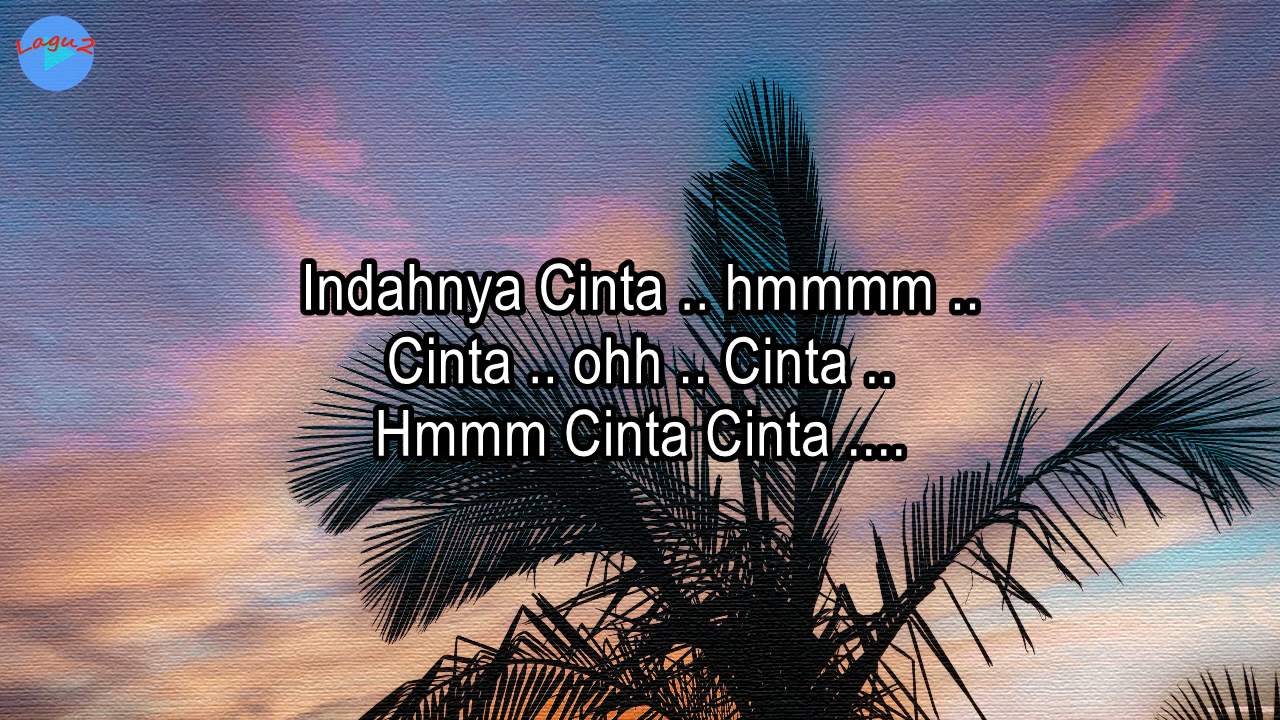 Lagu2
Indahnya Cinta .. hmmmm ..
Cinta .. ohh .. Cinta ..
Hmmm Cinta Cinta ....